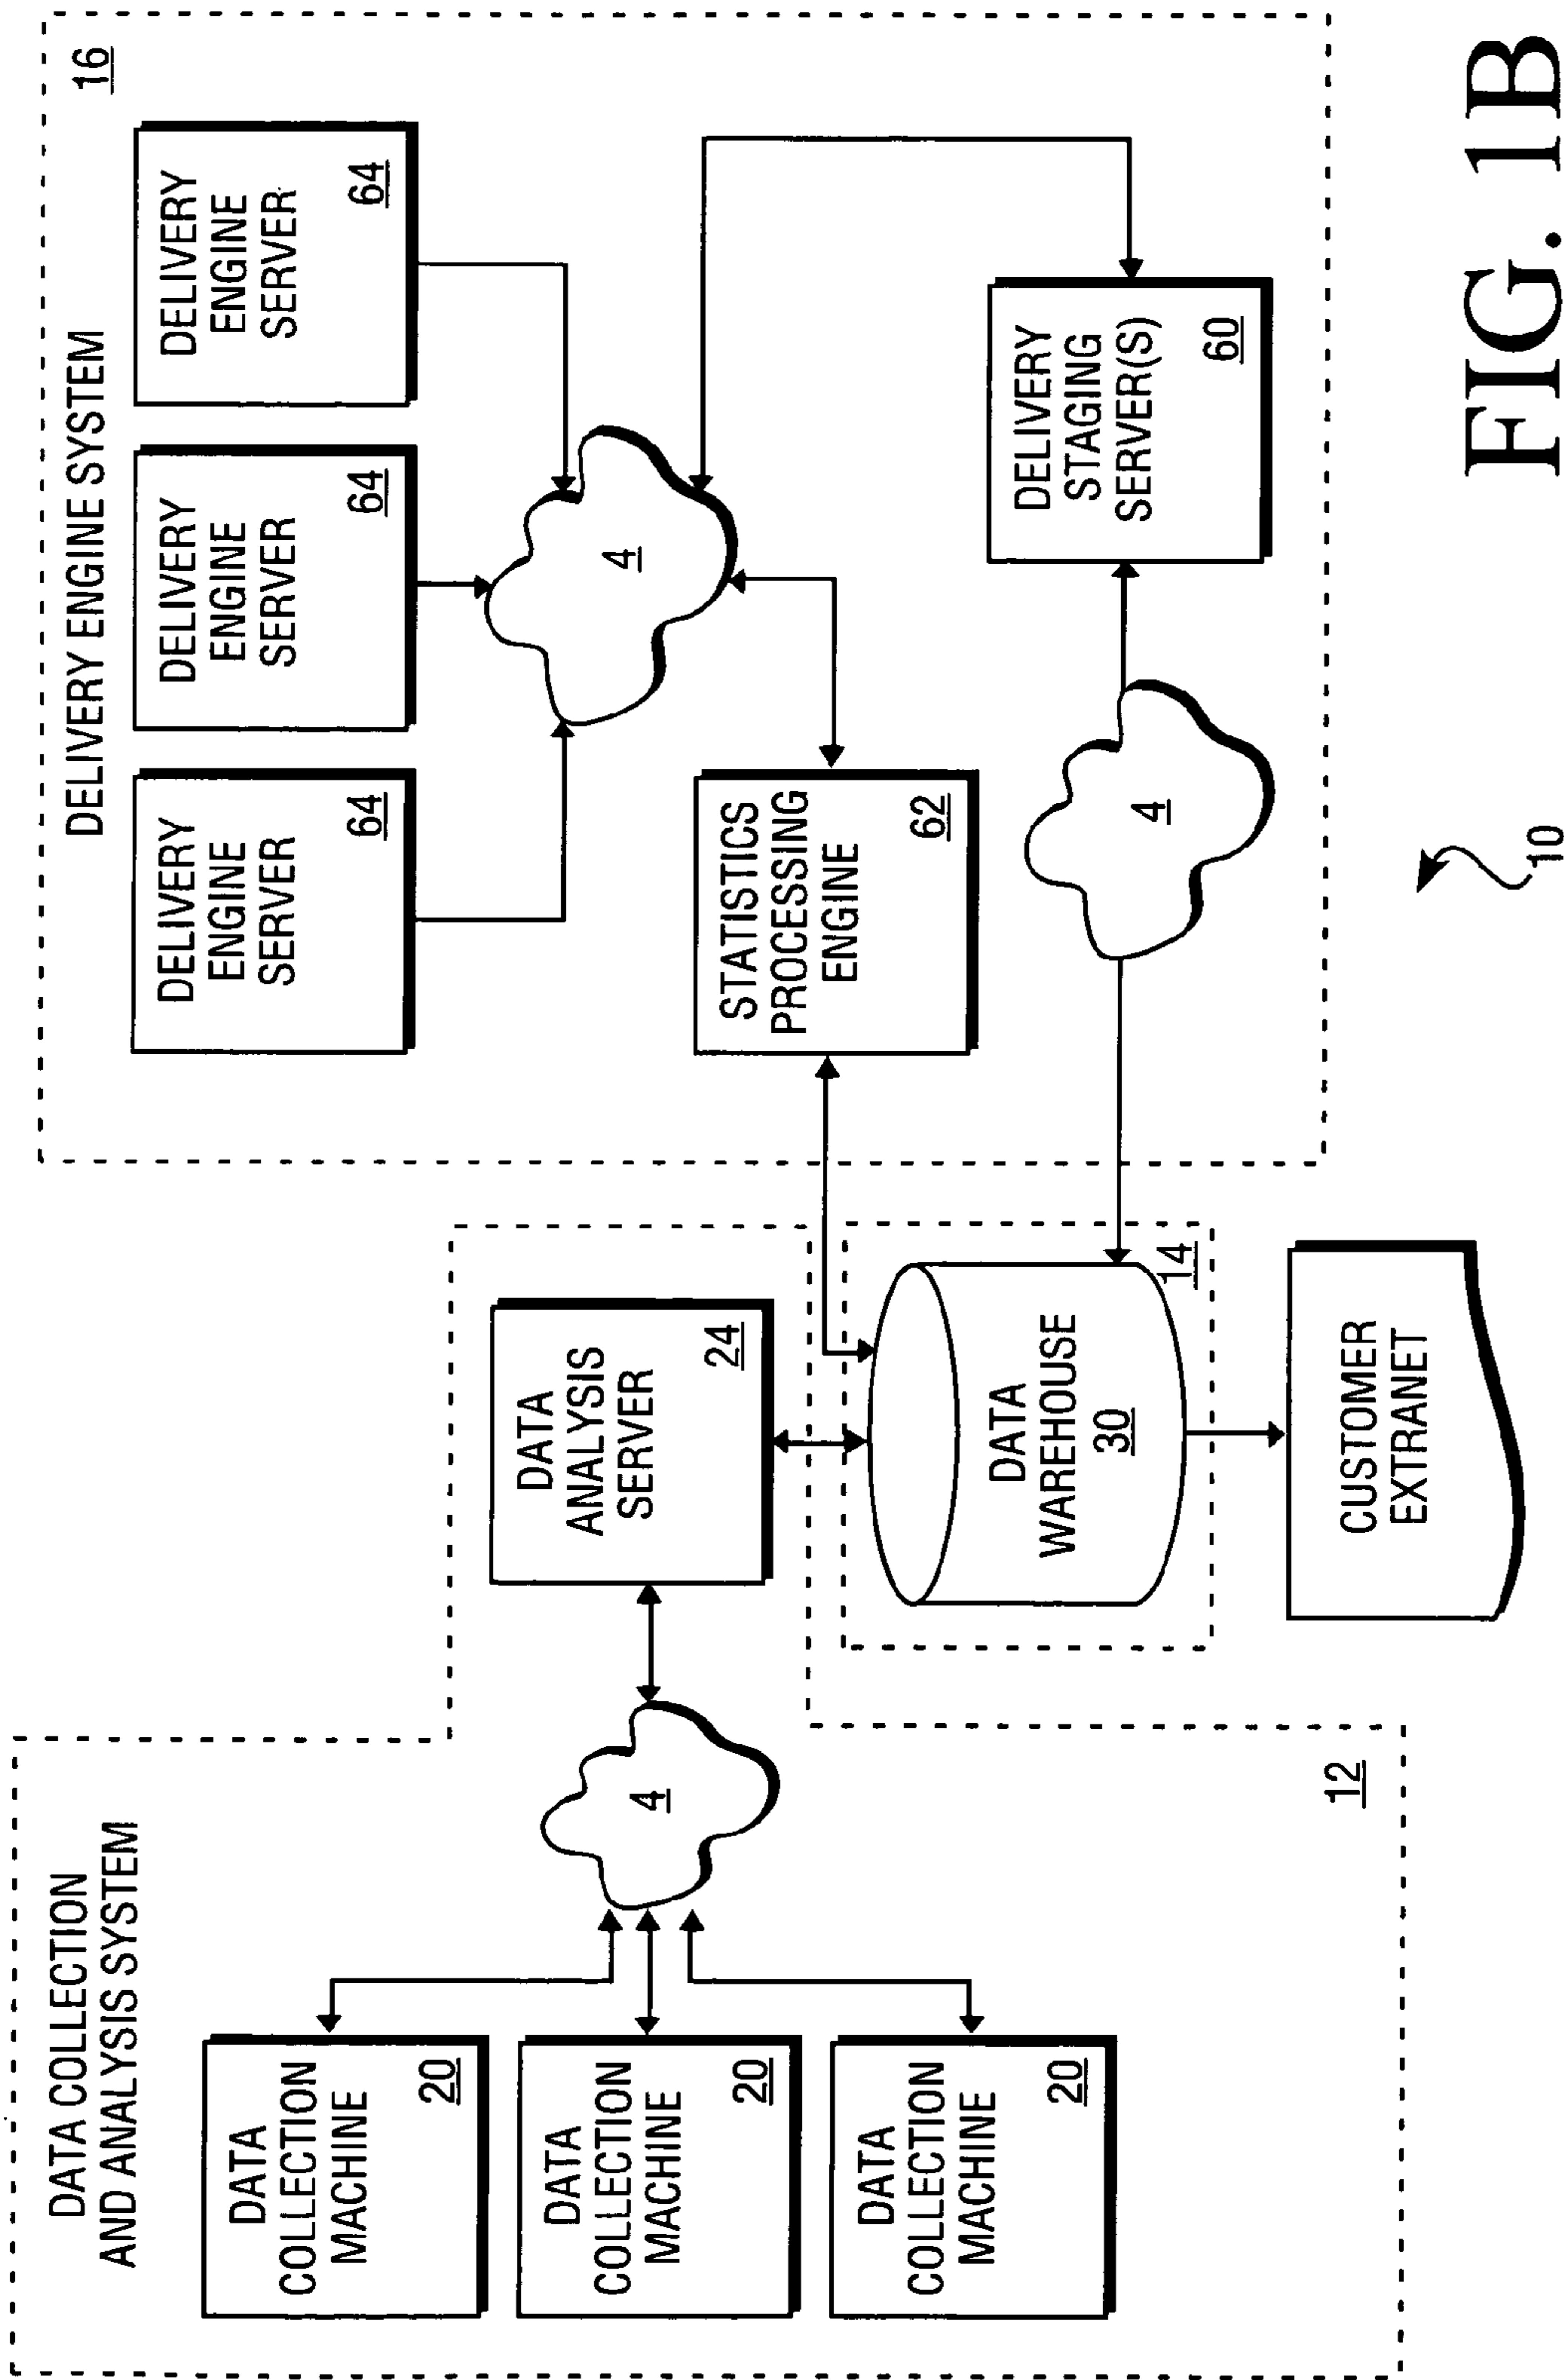 DATA COLLECTION
AND ANALYSIS SYSTEM
DATA
COLLECTION
MACHINE
20
DATA
COLLECTION
MACHINE
20
DATA
COLLECTION
MACHINE
20
4
12
DATA
ANALYSIS
SERVER
24
DATA
WAREHOUSE
30
14
CUSTOMER
EXTRANET
DELIVERY ENGINE SYSTEM
16
DELIVERY
ENGINE
SERVER
64
DELIVERY
ENGINE
SERVER
64
DELIVERY
ENGINE
SERVER
64
4
STATISTICS
PROCESSING
ENGINE
62
4
DELIVERY
STAGING
SERVER(S)
60
10
FIG. 1B